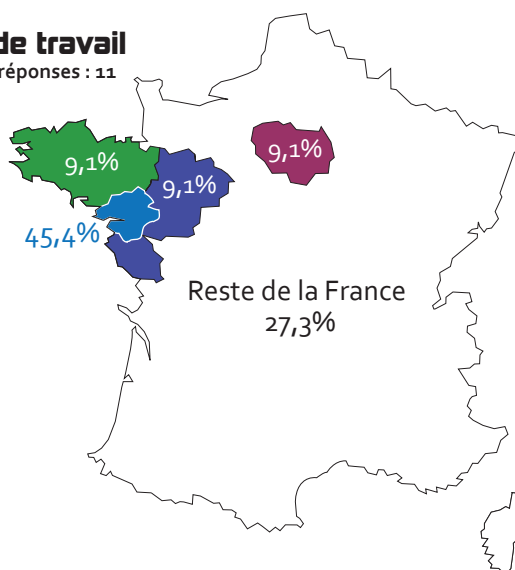 de travail
réponses : 11
9,1%
9,1%
9,1%
45,4%
Reste de la France
27,3%